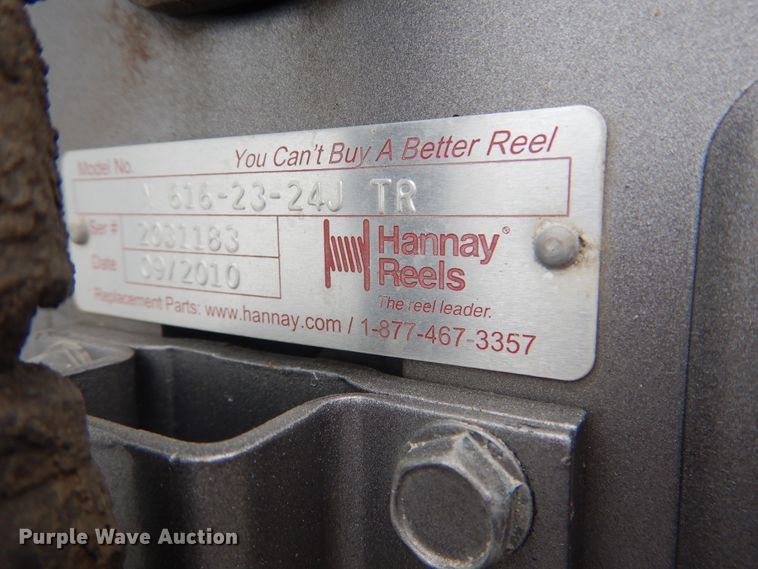 You Can't Buy A Better Reel
Model No.
616-23-24J TR
Ser # 2031183
Date 09/2010
Hannay®
Reels
The reel leader.
Replacement Parts: www.hannay.com / 1-877-467-3357
Purple Wave Auction